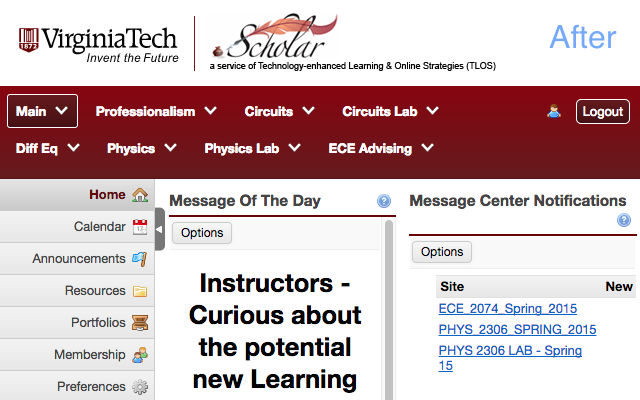 VirginiaTech
1872
Invent the Future
Scholar
a service of Technology-enhanced Learning & Online Strategies (TLOS)
After
Main Professionalism Circuits Circuits Lab Logout
Diff Eq Physics Physics Lab ECE Advising
Home
Calendar
Announcements
Resources
Portfolios
Membership
Preferences
Message Of The Day
Options
Instructors -
Curious about
the potential
new Learning
Message Center Notifications
Options
Site New
ECE_2074_Spring_2015
PHYS_2306_SPRING_2015
PHYS 2306 LAB - Spring
15